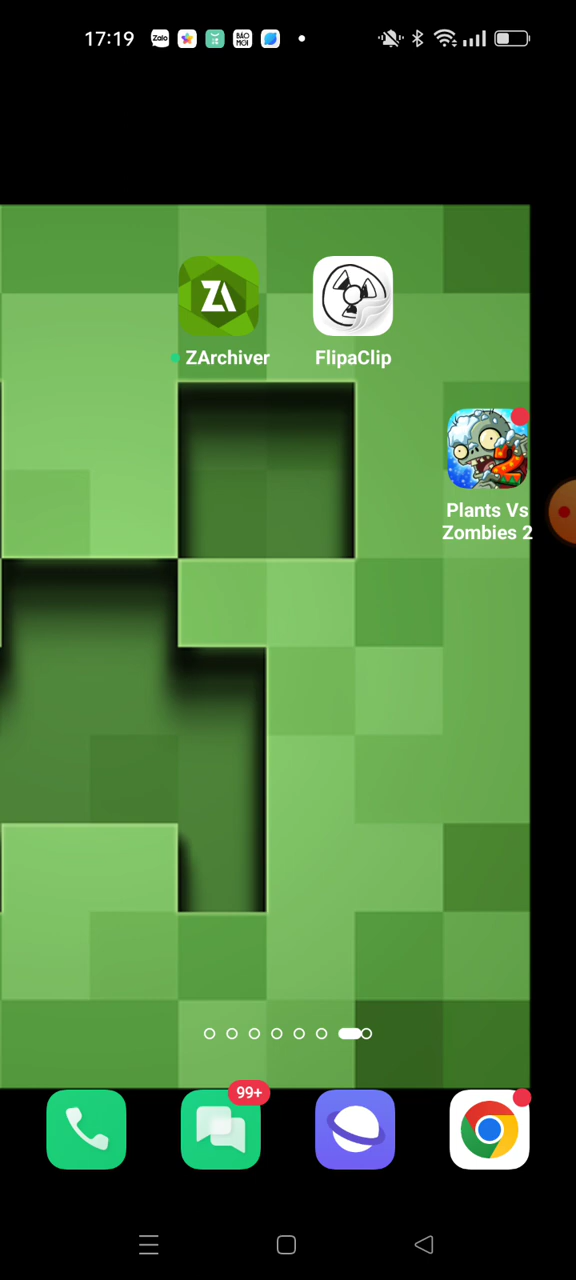 17:19
Zalo
BÁO
MỚI
ZArchiver
FlipaClip
Plants Vs
Zombies 2
99+